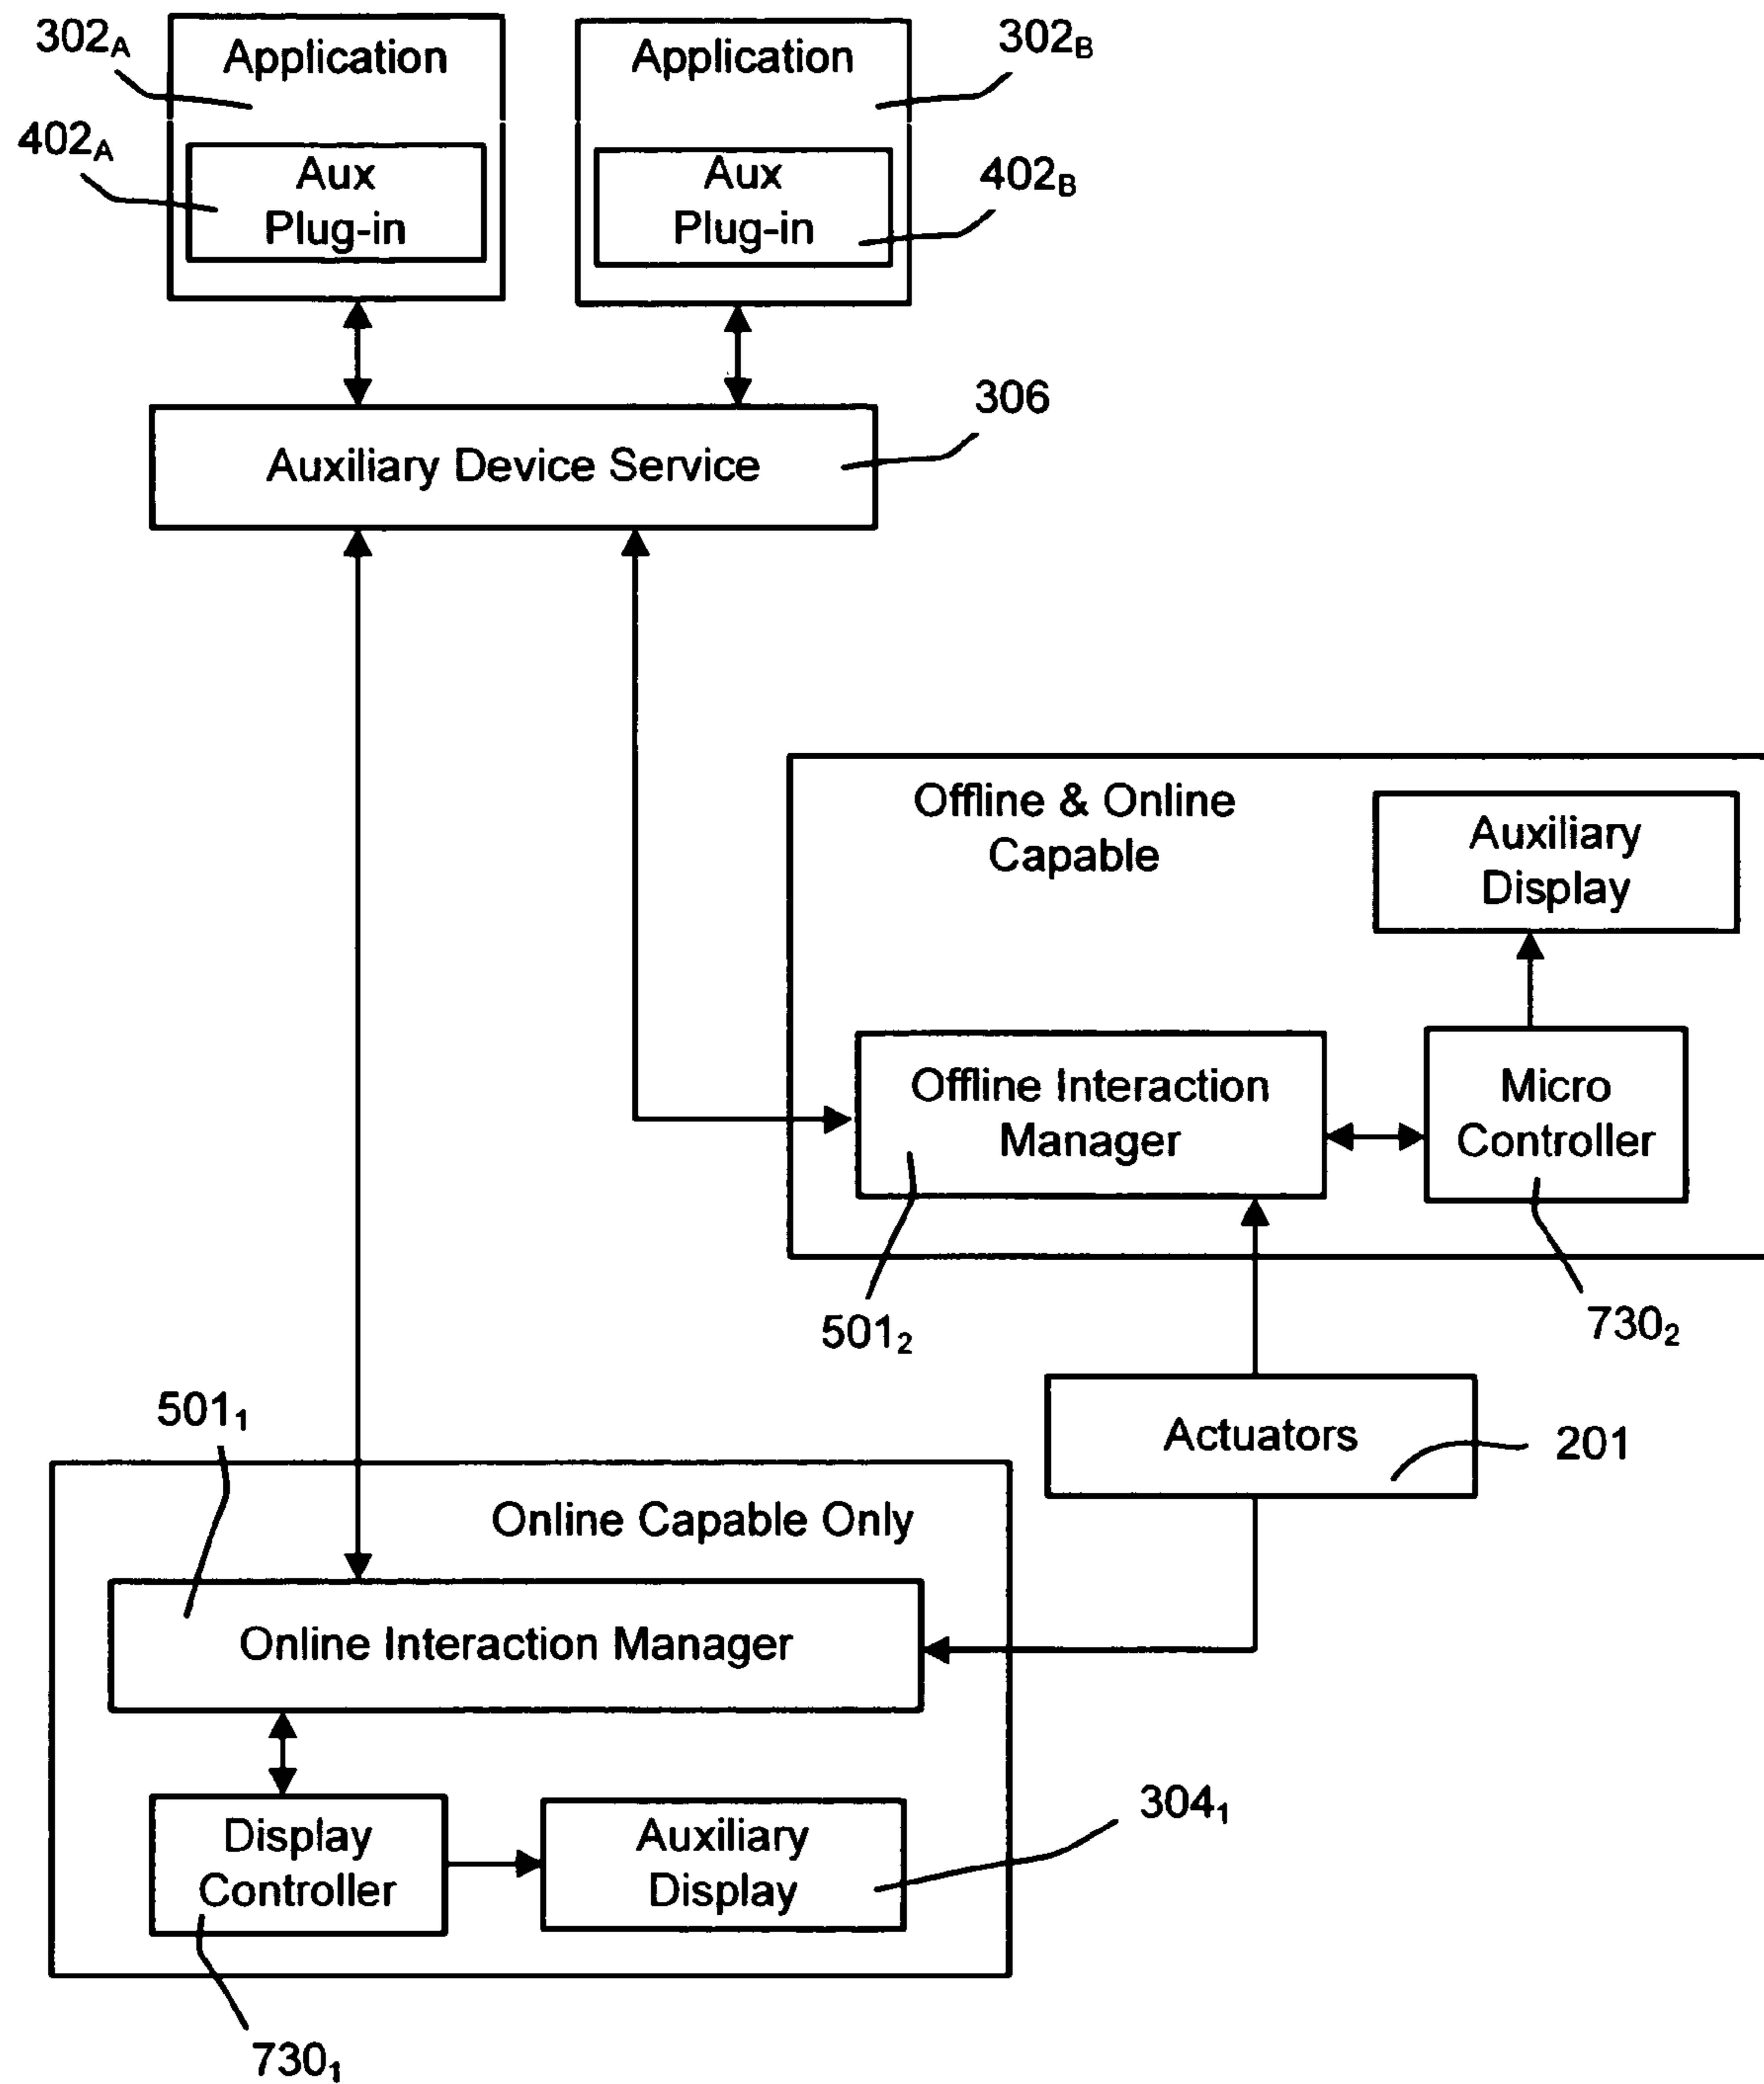 302A
Application
Application
302B
402A
Aux
Plug-in
Aux
Plug-in
402B
306
Auxiliary Device Service
Offline & Online
Capable
Auxiliary
Display
Offline Interaction
Manager
Micro
Controller
5012
7302
5011
Actuators
201
Online Capable Only
Online Interaction Manager
Display
Controller
Auxiliary
Display
3041
7301